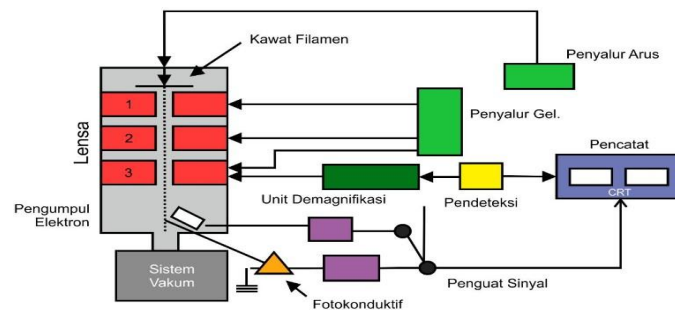 Kawat Filamen
Penyalur Arus
Lensa
1
2
3
Penyalur Gel.
Pencatat
CRT
Unit Demagnifikasi
Pendeteksi
Pengumpul
Elektron
Sistem
Vakum
Fotokonduktif
Penguat Sinyal